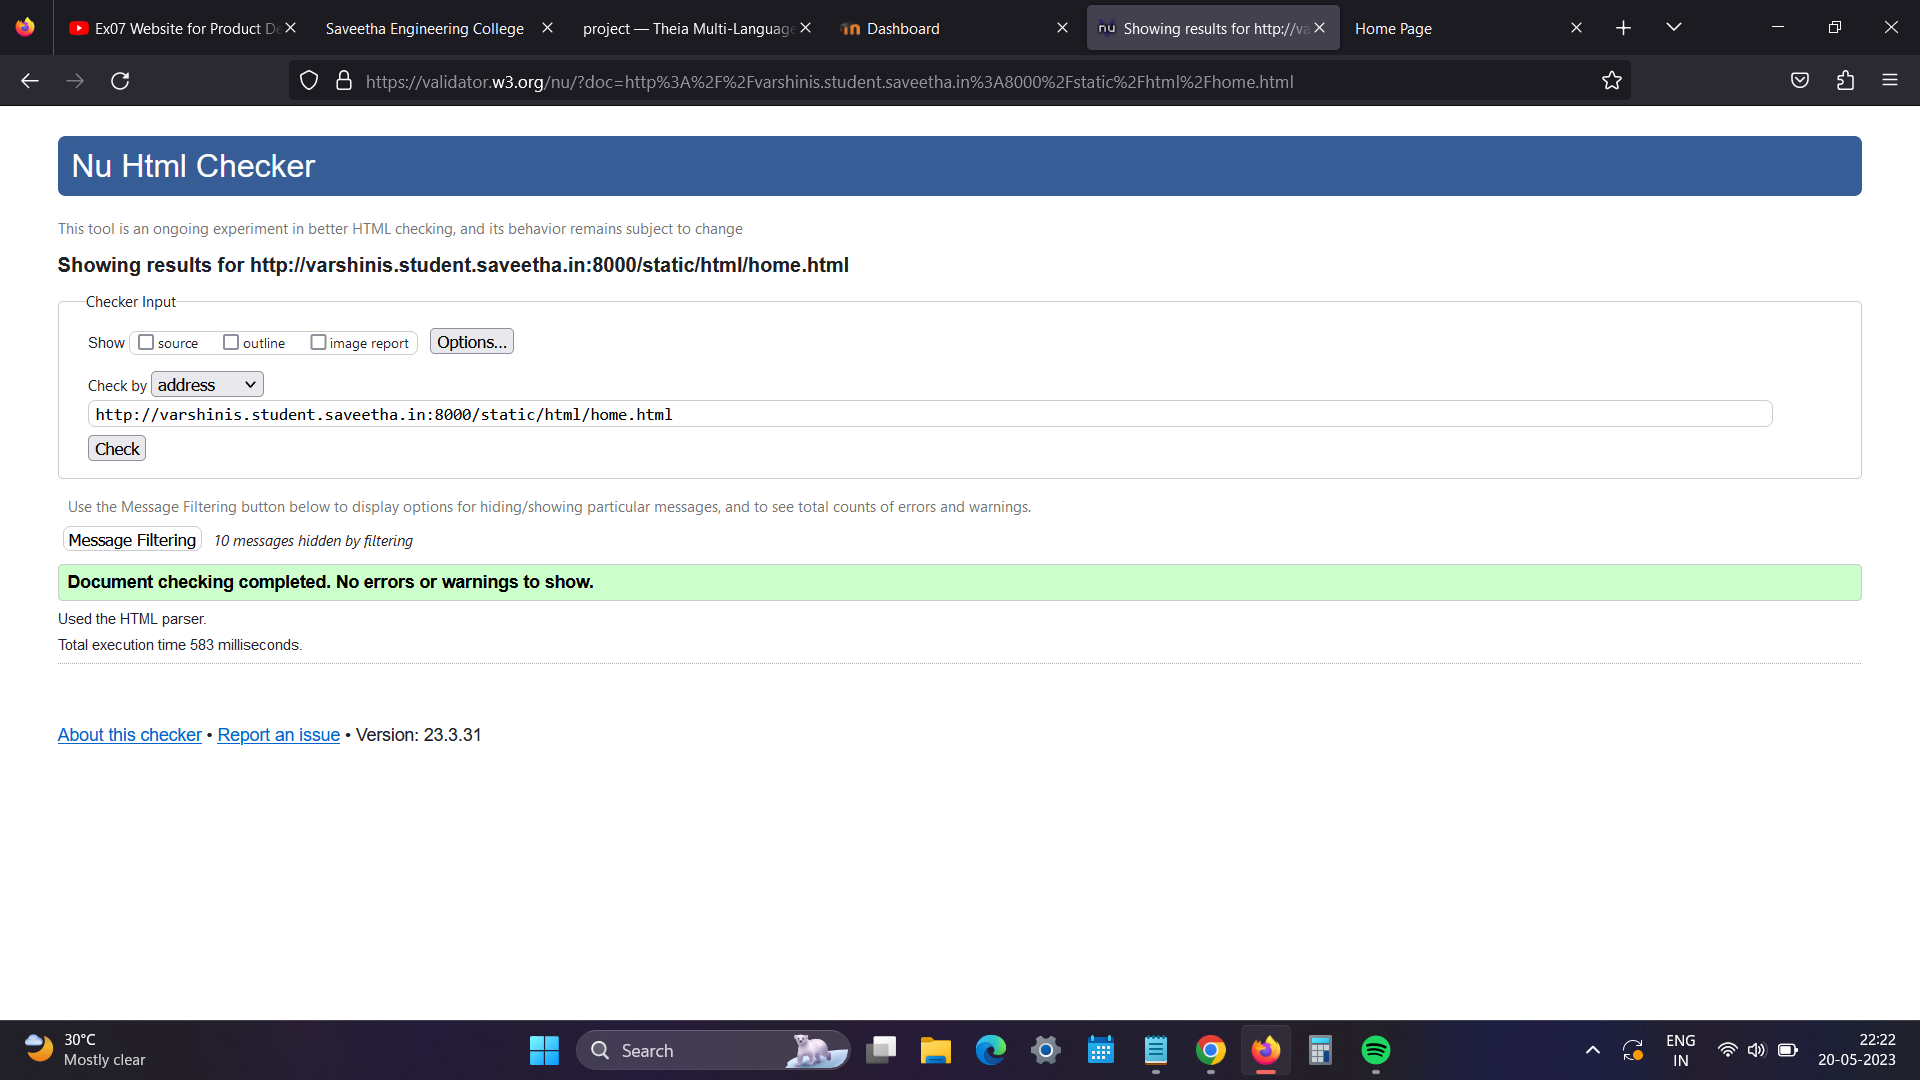 Ex07 Website for Product De
Saveetha Engineering College
project — Theia Multi-Language
Dashboard
nu Showing results for http://va
Home Page
https://validator.w3.org/nu/?doc=http%3A%2F%2Fvarshinis.student.saveetha.in%3A8000%2Fstatic%2Fhtml%2Fhome.html
Nu Html Checker
This tool is an ongoing experiment in better HTML checking, and its behavior remains subject to change
Showing results for http://varshinis.student.saveetha.in:8000/static/html/home.html
Checker Input
Show source outline image report Options...
Check by address
http://varshinis.student.saveetha.in:8000/static/html/home.html
Check
Use the Message Filtering button below to display options for hiding/showing particular messages, and to see total counts of errors and warnings.
Message Filtering 10 messages hidden by filtering
Document checking completed. No errors or warnings to show.
Used the HTML parser.
Total execution time 583 milliseconds.
About this checker • Report an issue • Version: 23.3.31
30°C
Mostly clear
Search
ENG
IN
22:22
20-05-2023